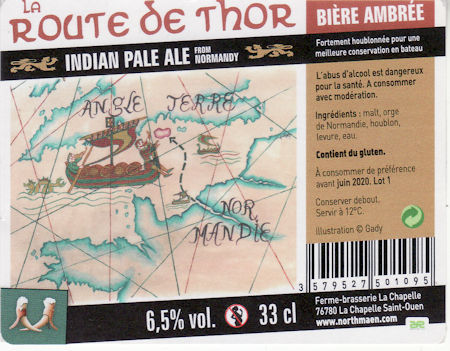 LA
ROUTE DE THOR
INDIAN PALE ALE FROM NORMANDY
ANGLE TERRE
NOR
MANDIE
6,5% vol. 33 cl
BIÈRE AMBRÉE
Fortement houblonnée pour une
meilleure conservation en bateau
L'abus d'alcool est dangereux
pour la santé. A consommer
avec modération.
Ingrédients : malt, orge
de Normandie, houblon,
levure, eau.
Contient du gluten.
À consommer de préférence
avant juin 2020. Lot 1
Conserver debout.
Servir à 12°C.
Illustration © Gady
3 579527 501095
Ferme-brasserie La Chapelle
76780 La Chapelle Saint-Ouen
www.northmaen.com